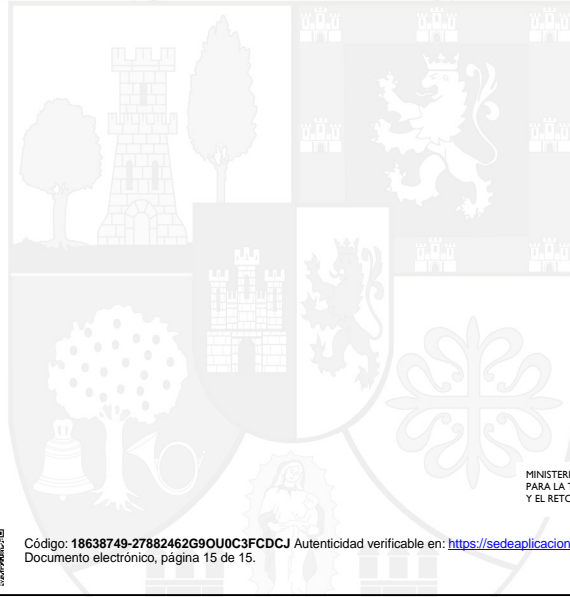 MINISTERI
PARA LA T
Y EL RETO
Código: 18638749-27882462G9OU0C3FCDCJ Autenticidad verificable en: https://sedeaplicacion
Documento electrónico, página 15 de 15.